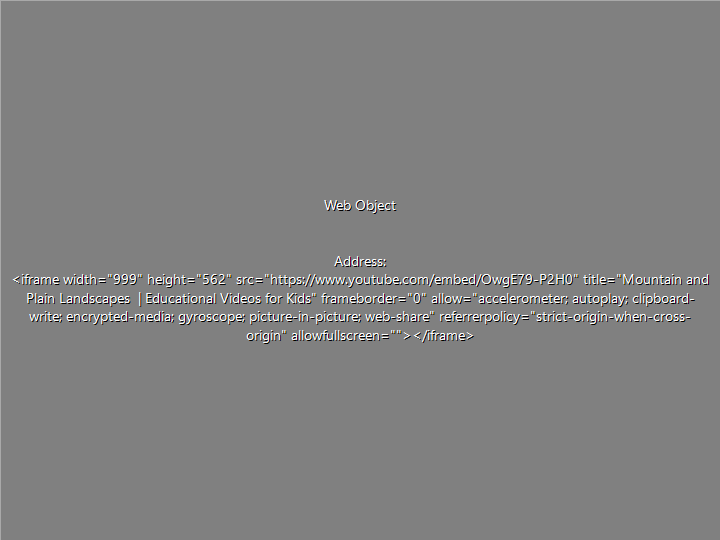 Web Object
Address:
<iframe width="999" height="562" src="https://www.youtube.com/embed/OwgE79-P2H0" title="Mountain and
Plain Landscapes  | Educational Videos for Kids" frameborder="0" allow="accelerometer; autoplay; clipboard-
write; encrypted-media; gyroscope; picture-in-picture; web-share" referrerpolicy="strict-origin-when-cross-
origin" allowfullscreen=""></iframe>